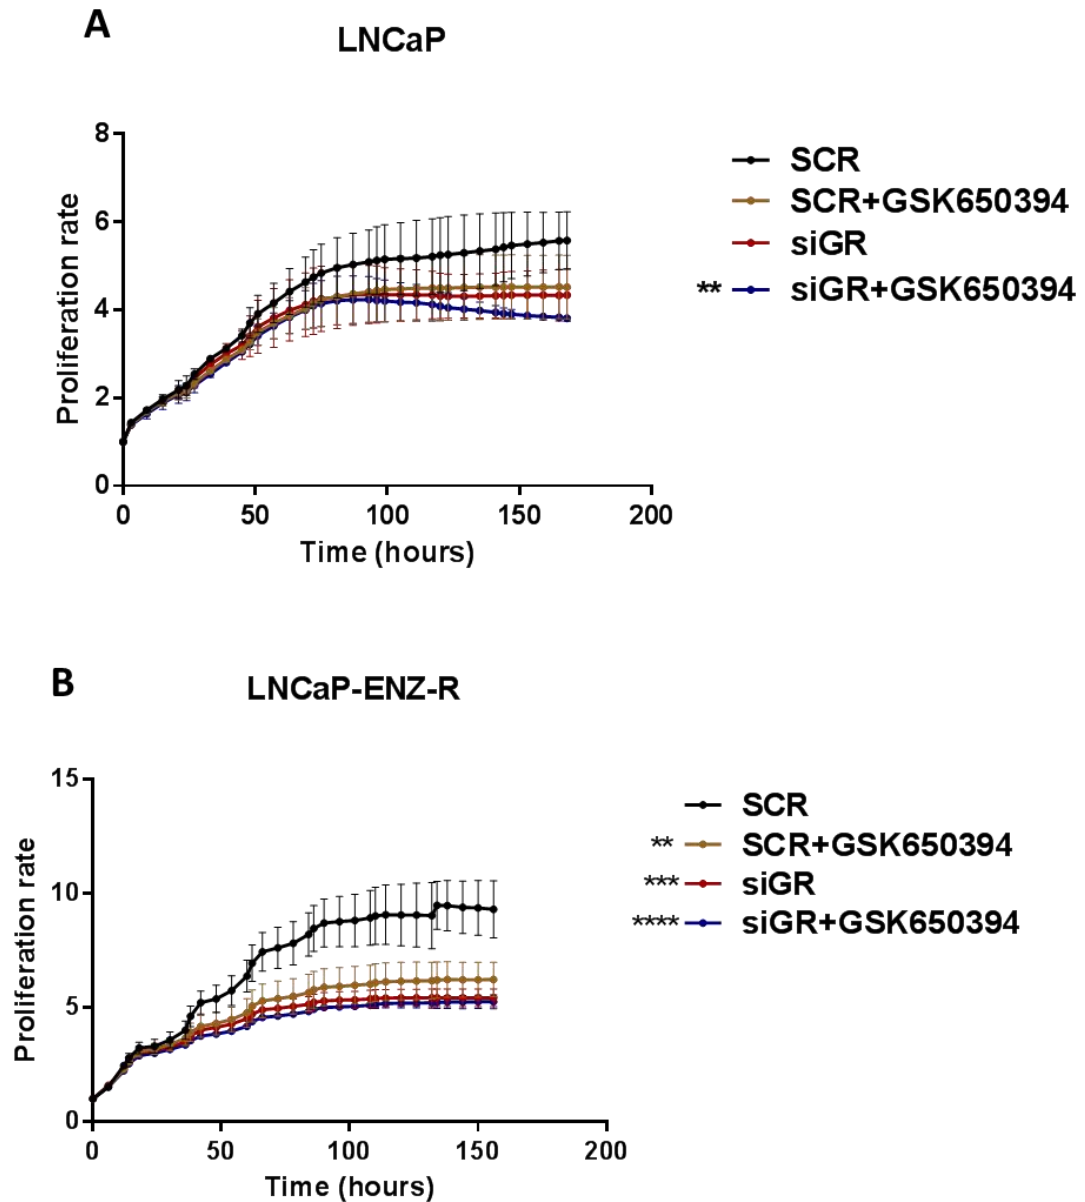 A
LNCaP
8
6
4
2
0
Proliferation rate
0 50 100 150 200
Time (hours)
SCR
SCR+GSK650394
siGR
** siGR+GSK650394
B
LNCaP-ENZ-R
15
10
5
0
Proliferation rate
0 50 100 150 200
Time (hours)
SCR
** SCR+GSK650394
*** siGR
**** siGR+GSK650394